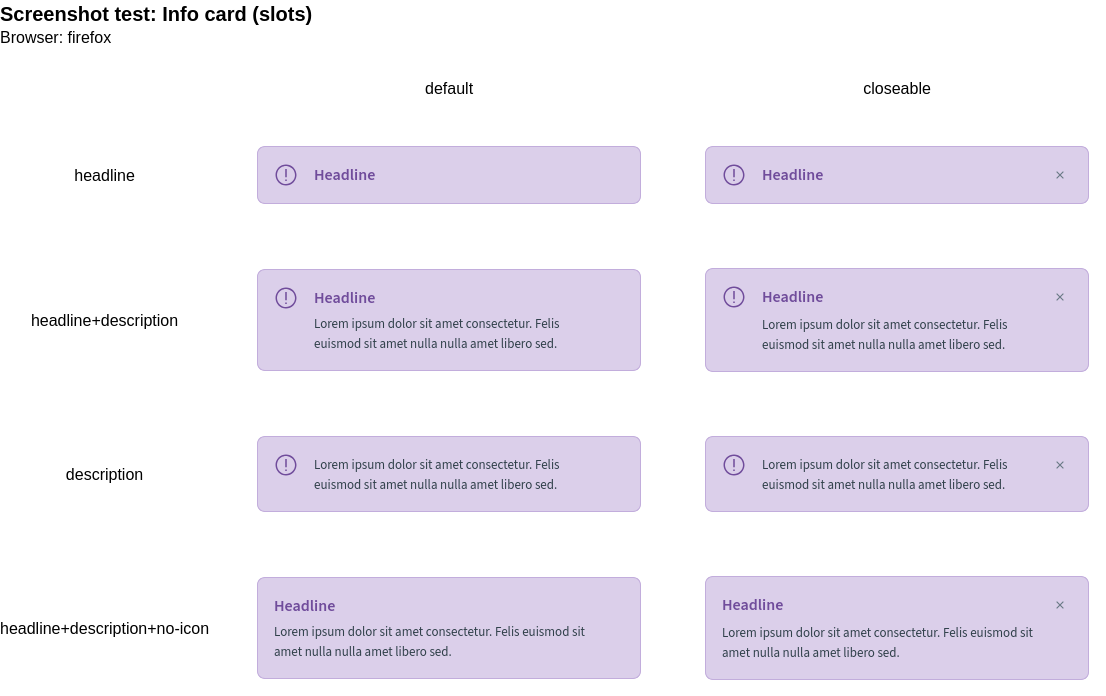 Screenshot test: Info card (slots)
Browser: firefox
default
closeable
headline
Headline
Headline
headline+description
Headline
Lorem ipsum dolor sit amet consectetur. Felis
euismod sit amet nulla nulla amet libero sed.
Headline
Lorem ipsum dolor sit amet consectetur. Felis
euismod sit amet nulla nulla amet libero sed.
description
Lorem ipsum dolor sit amet consectetur. Felis
euismod sit amet nulla nulla amet libero sed.
Lorem ipsum dolor sit amet consectetur. Felis
euismod sit amet nulla nulla amet libero sed.
headline+description+no-icon
Headline
Lorem ipsum dolor sit amet consectetur. Felis euismod sit
amet nulla nulla amet libero sed.
Headline
Lorem ipsum dolor sit amet consectetur. Felis euismod sit
amet nulla nulla amet libero sed.